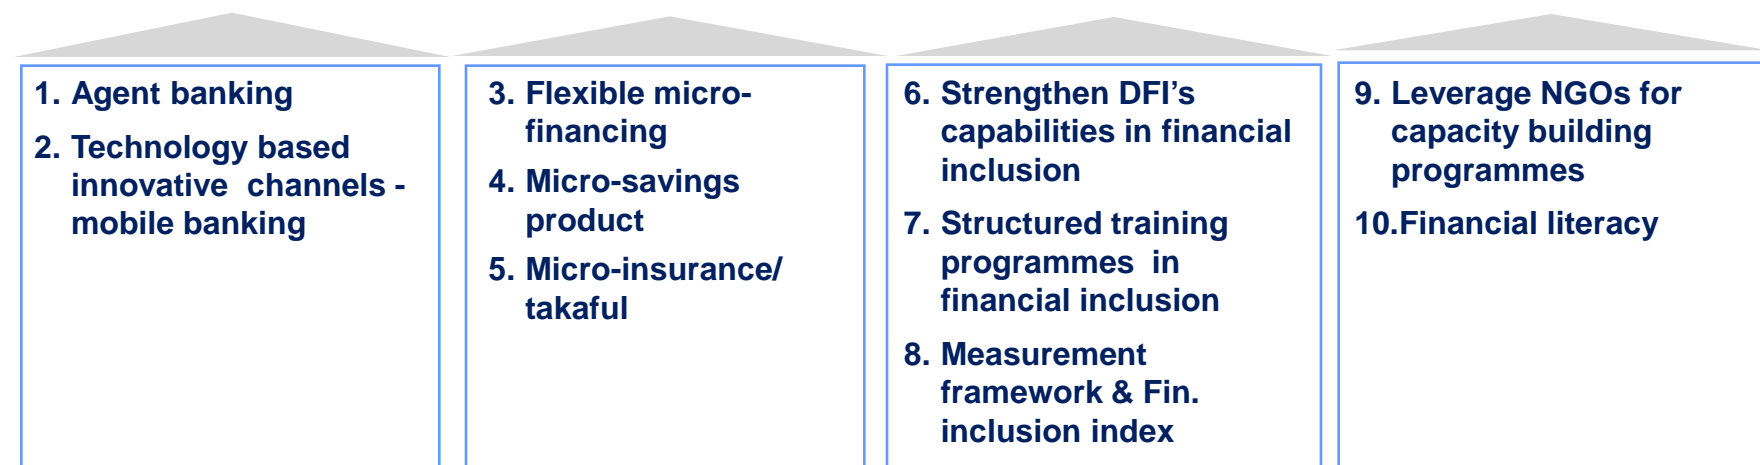 1. Agent banking
2. Technology based
innovative channels -
mobile banking
3. Flexible micro-
financing
4. Micro-savings
product
5. Micro-insurance/
takaful
6. Strengthen DFI’s
capabilities in financial
inclusion
7. Structured training
programmes in
financial inclusion
8. Measurement
framework & Fin.
inclusion index
9. Leverage NGOs for
capacity building
programmes
10.Financial literacy